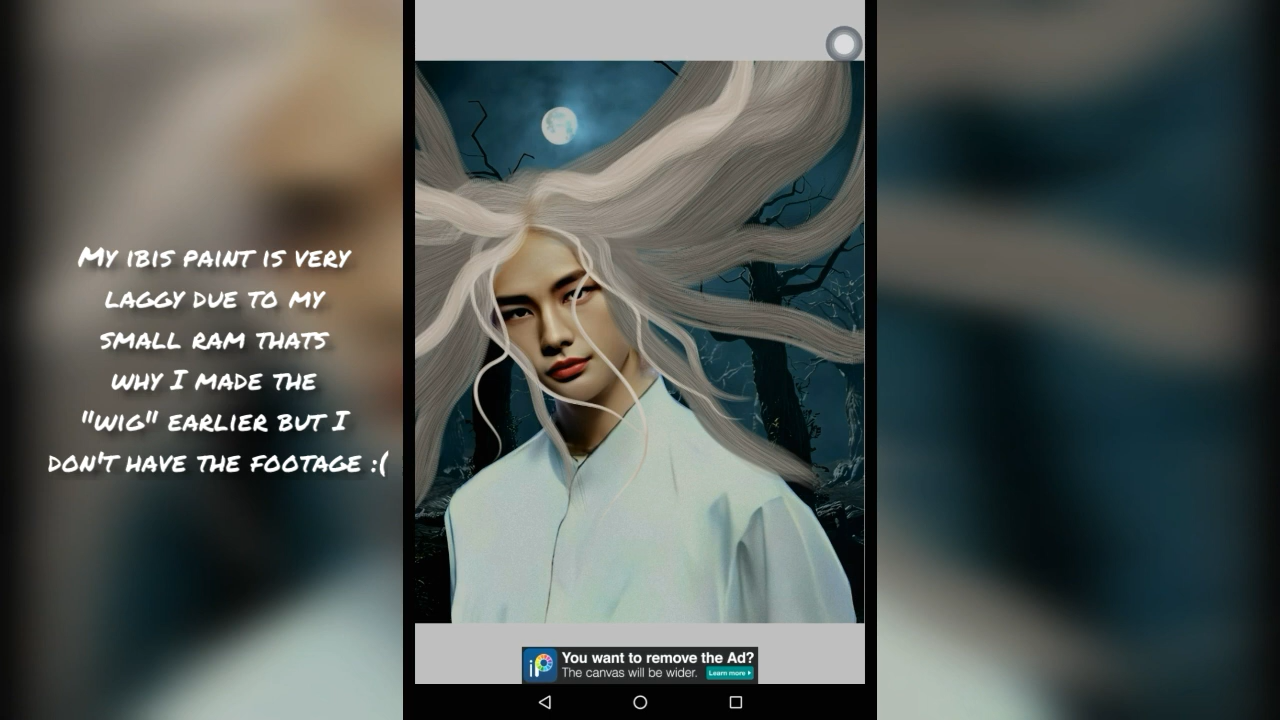 My ibis paint is very
laggy due to my
small ram thats
why I made the
"wig" earlier but I
don't have the footage :(
iP
You want to remove the Ad?
The canvas will be wider.
Learn more